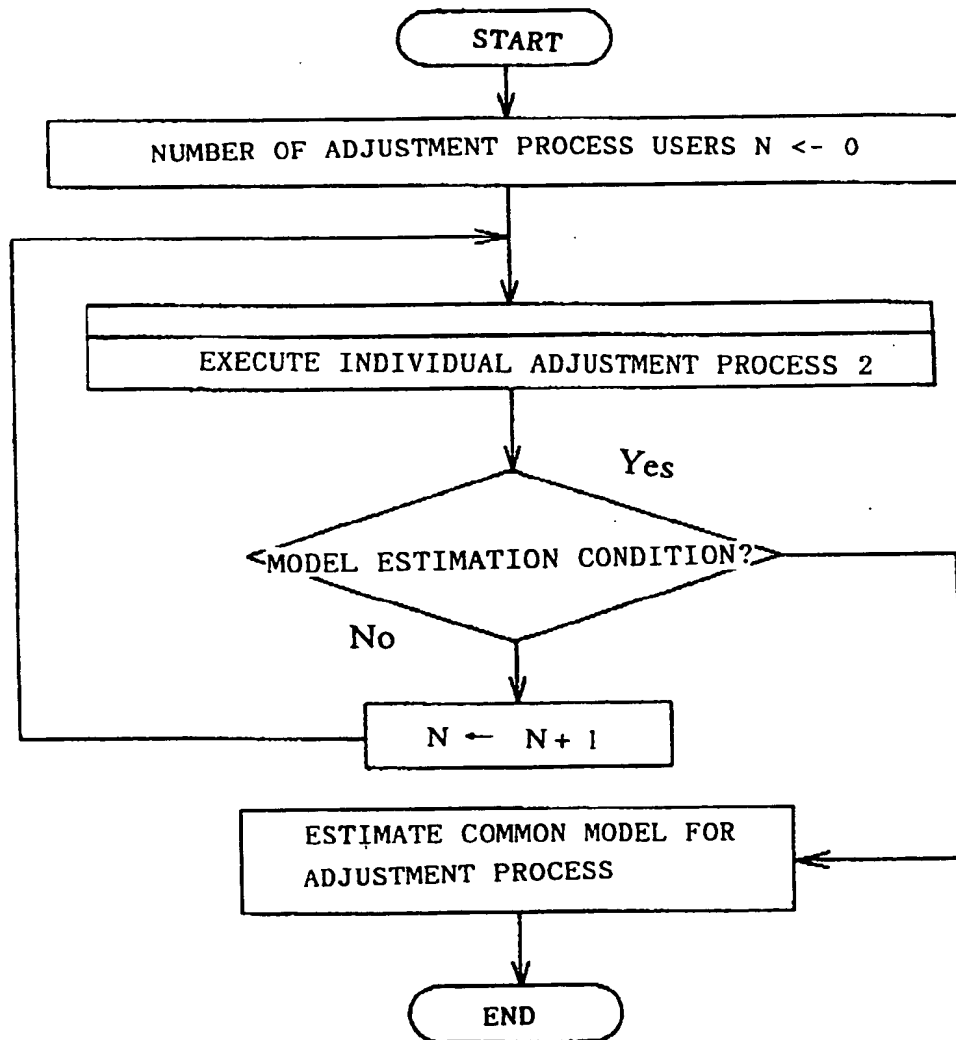 START
NUMBER OF ADJUSTMENT PROCESS USERS N <- 0
EXECUTE INDIVIDUAL ADJUSTMENT PROCESS 2
Yes
MODEL ESTIMATION CONDITION?
No
N ← N + 1
ESTIMATE COMMON MODEL FOR
ADJUSTMENT PROCESS
END